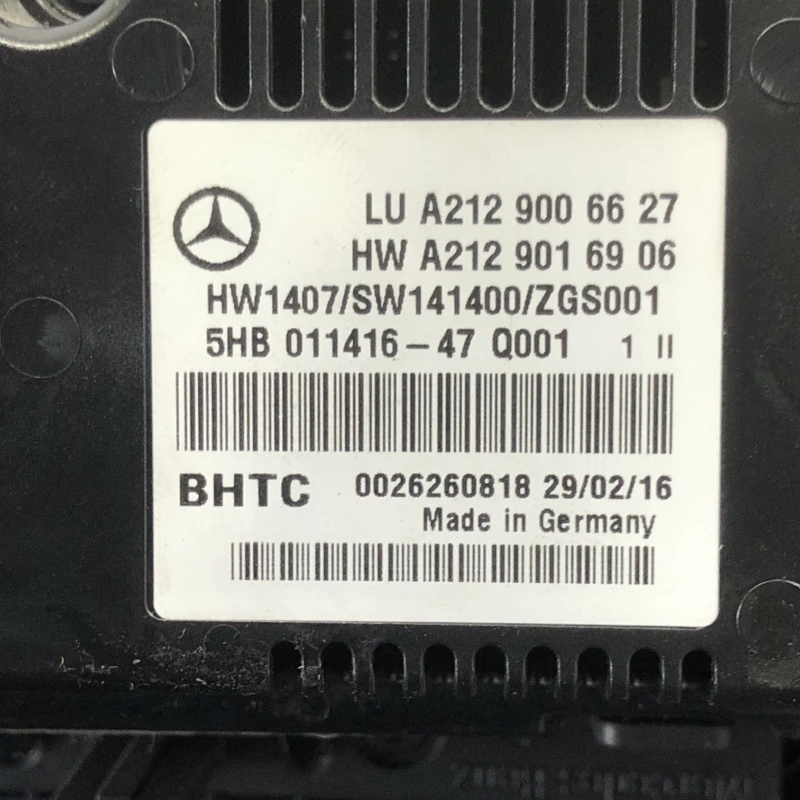 LU A212 900 66 27
HW A212 901 69 06
HW1407/SW141400/ZGS001
5HB 011416-47 Q001 1 II
BHTC 0026260818 29/02/16
Made in Germany